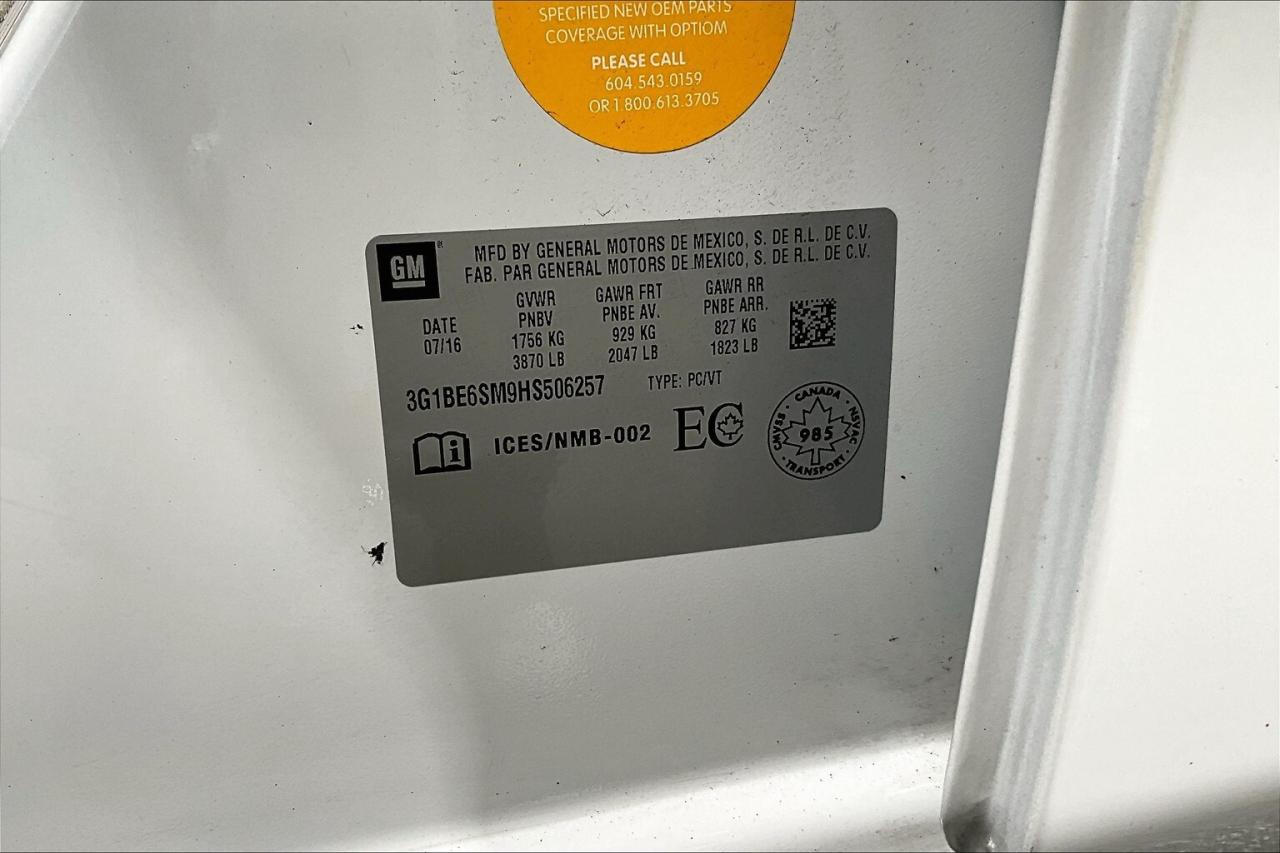 SPECIFIED NEW OEM PARTS
COVERAGE WITH OPTIOM
PLEASE CALL
604.543.0159
OR 1.800.613.3705
GM
MFD BY GENERAL MOTORS DE MEXICO, S. DE R.L. DE C.V.
FAB. PAR GENERAL MOTORS DE MEXICO, S. DE R.L. DE C.V.
DATE
07/16
GVWR
PNBV
1756 KG
3870 LB
GAWR FRT
PNBE AV.
929 KG
2047 LB
GAWR RR
PNBE ARR.
827 KG
1823 LB
3G1BE6SM9HS506257
TYPE: PC/VT
i
ICES/NMB-002
EC
CMVSS · CANADA · NSVAC
985
· TRANSPORT ·